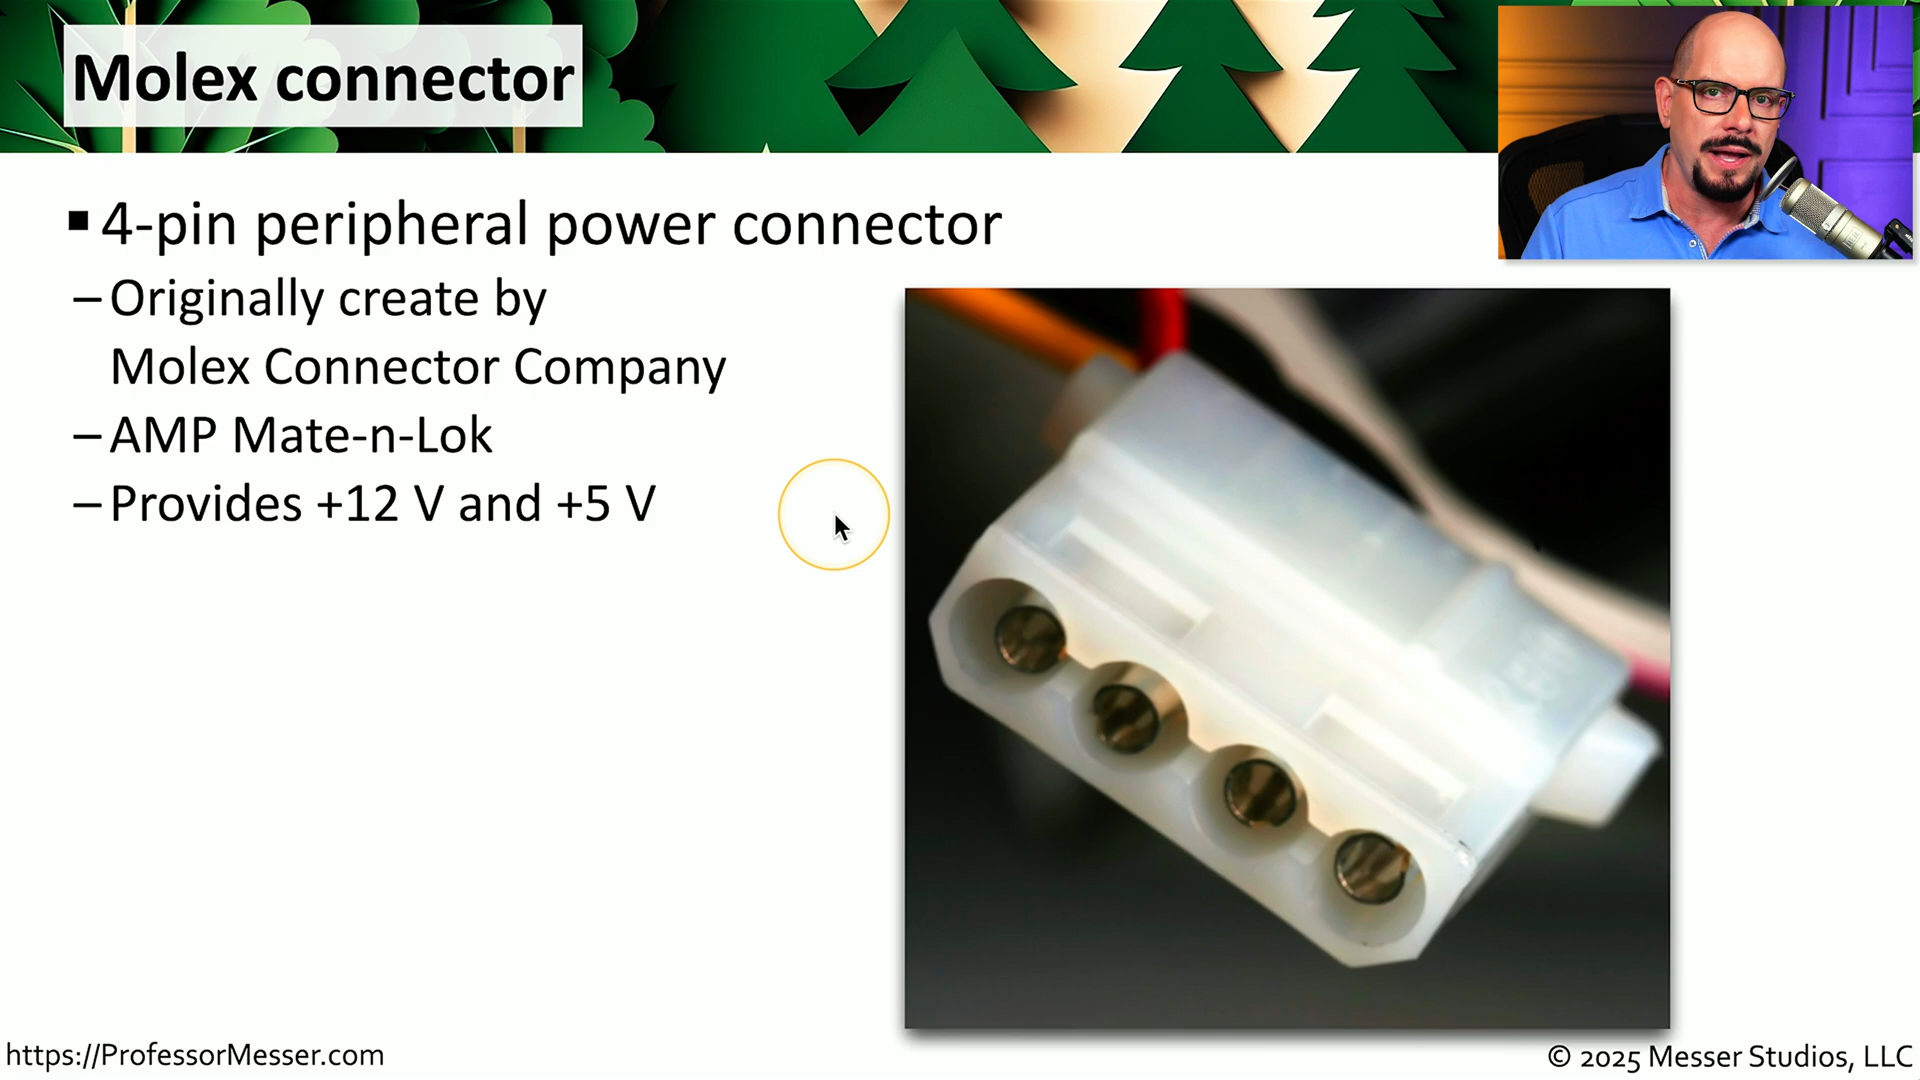 Molex connector
▪ 4-pin peripheral power connector
– Originally create by
Molex Connector Company
– AMP Mate-n-Lok
– Provides +12 V and +5 V
https://ProfessorMesser.com
© 2025 Messer Studios, LLC